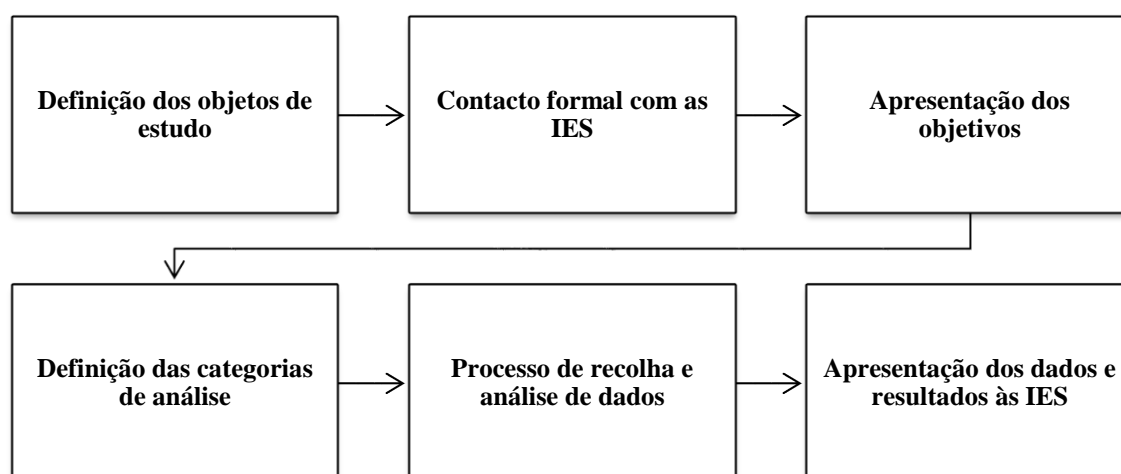 Definição dos objetos de
estudo
Contacto formal com as
IES
Apresentação dos
objetivos
Definição das categorias
de análise
Processo de recolha e
análise de dados
Apresentação dos dados e
resultados às IES